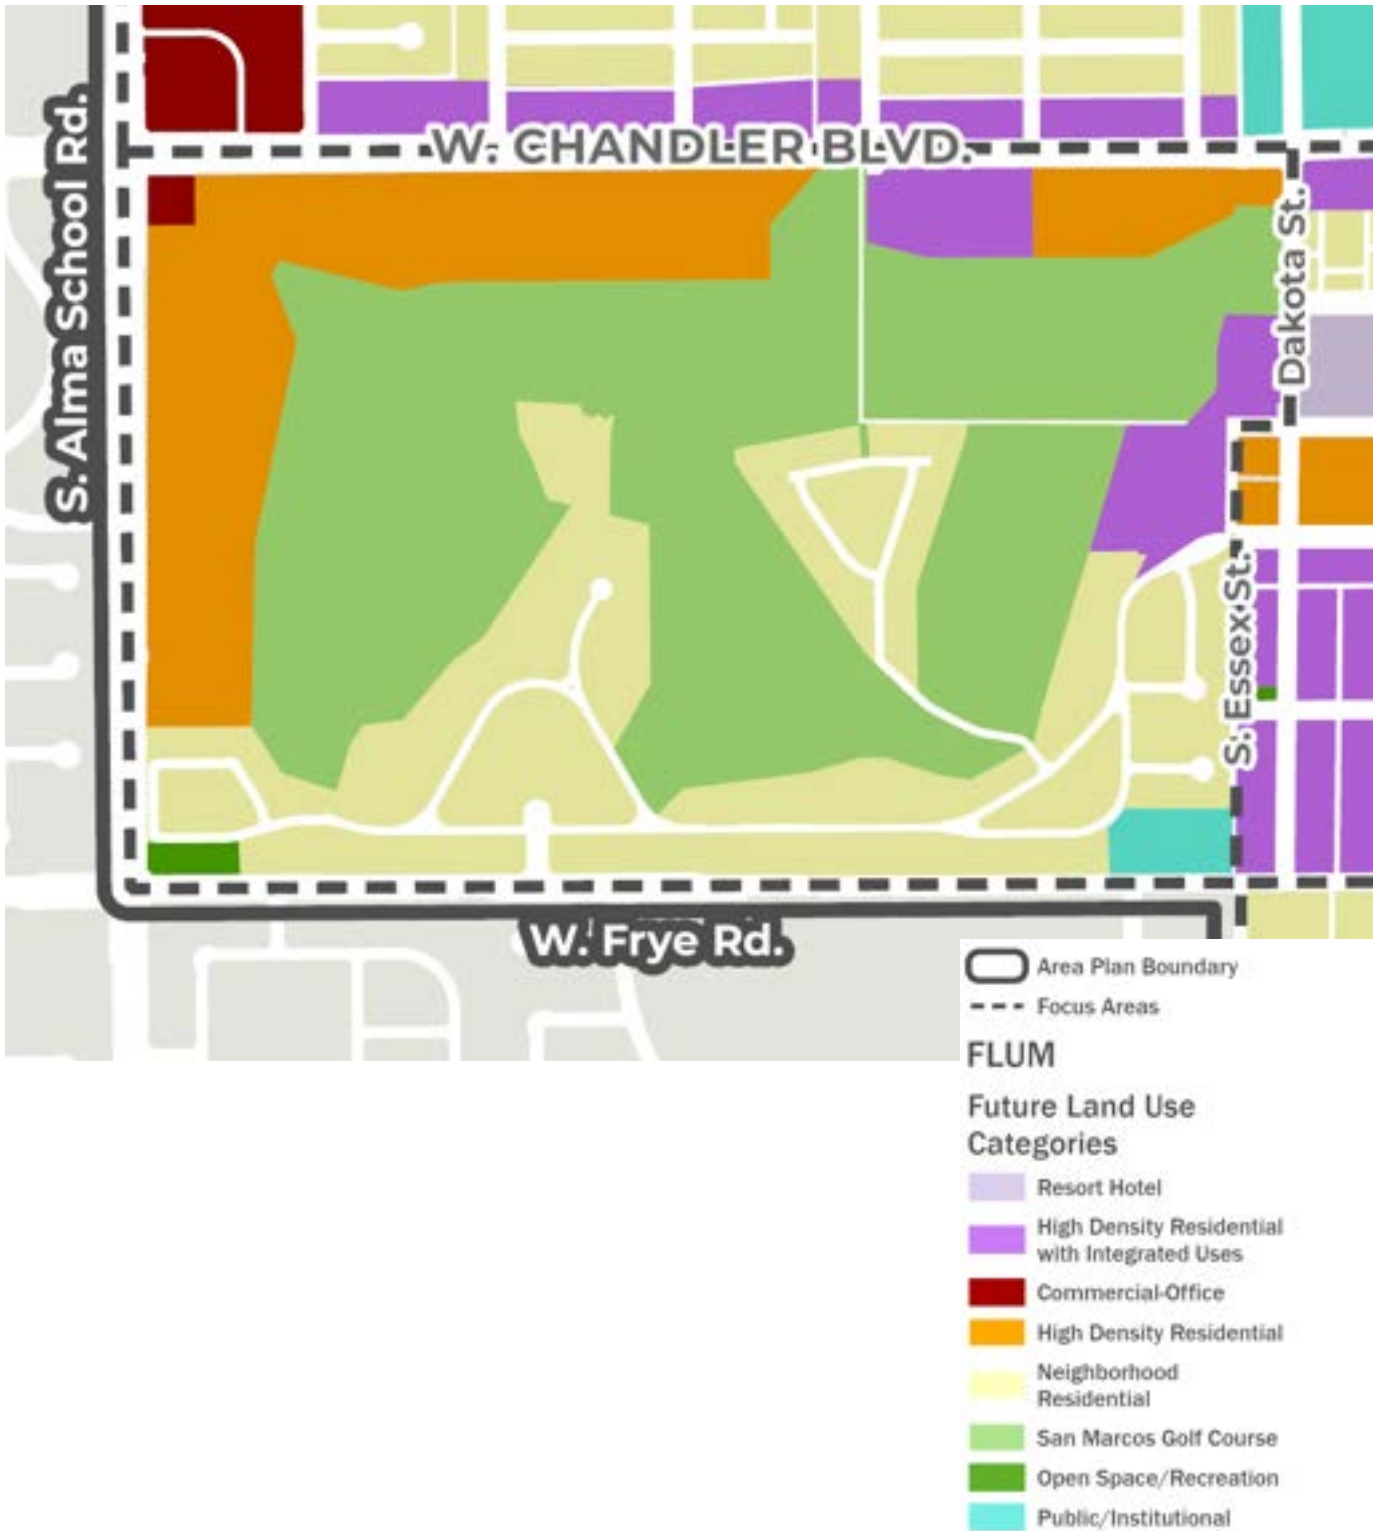 W. CHANDLER BLVD.
S. Alma School Rd.
Dakota St.
S. Essex St.
W. Frye Rd.
Area Plan Boundary
Focus Areas
FLUM
Future Land Use
Categories
Resort Hotel
High Density Residential
with Integrated Uses
Commercial-Office
High Density Residential
Neighborhood
Residential
San Marcos Golf Course
Open Space/Recreation
Public/Institutional